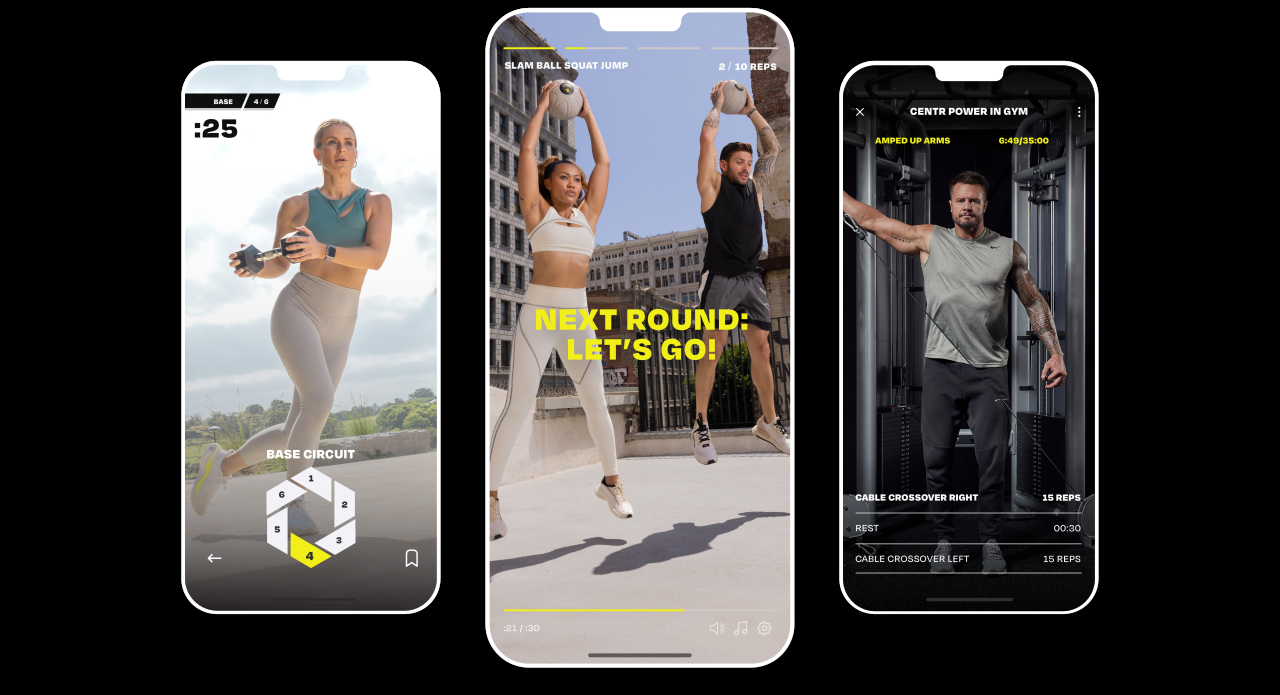 BASE 4 / 6
:25
BASE CIRCUIT
1
2
3
4
5
6
SLAM BALL SQUAT JUMP 2 / 10 REPS
NEXT ROUND:
LET'S GO!
:21 / :30
CENTR POWER IN GYM
AMPED UP ARMS 6:49/35:00
CABLE CROSSOVER RIGHT 15 REPS
REST 00:30
CABLE CROSSOVER LEFT 15 REPS